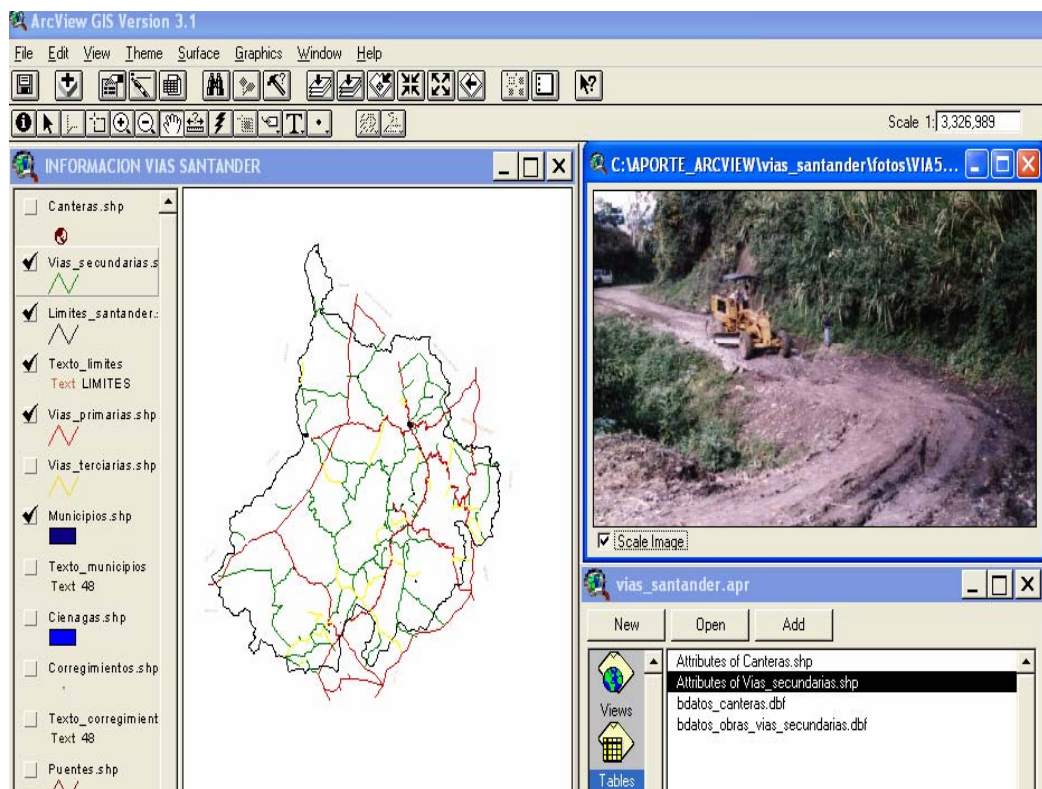 ArcView GIS Version 3.1
File Edit View Theme Surface Graphics Window Help
Scale 1: 3,326,989
INFORMACION VIAS SANTANDER
Canteras.shp
Vias_secundarias.s
Limites_santander.:
Texto_limites
Text LIMITES
Vias_primarias.shp
Vias_terciarias.shp
Municipios.shp
Texto_municipios
Text 48
Cienagas.shp
Corregimientos.shp
Texto_corregimient
Text 48
Puentes.shp
C:\APORTE_ARCVIEW\vias_santander\fotos\VIA5...
Scale Image
vias_santander.apr
New Open Add
Views
Tables
Attributes of Canteras.shp
Attributes of Vias_secundarias.shp
bdatos_canteras.dbf
bdatos_obras_vias_secundarias.dbf